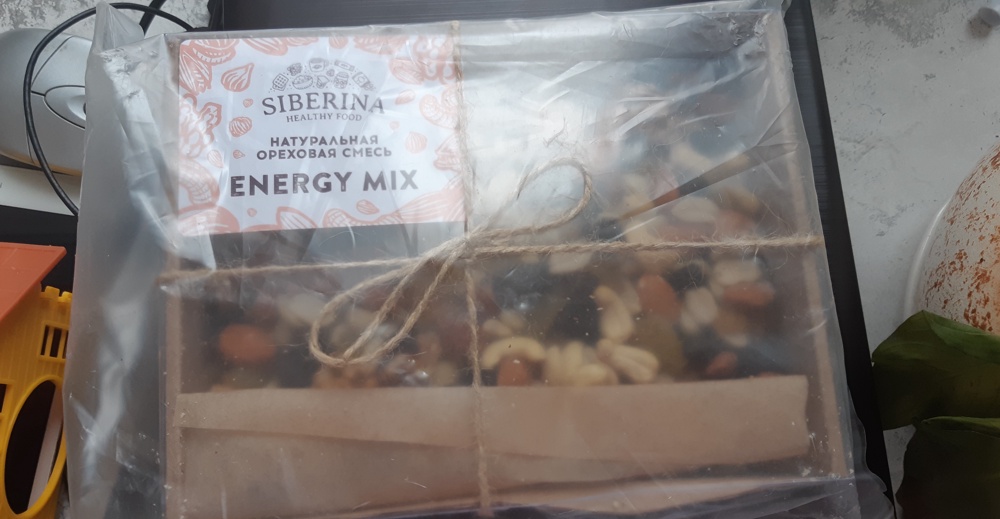 SIBERINA
HEALTHY FOOD
НАТУРАЛЬНАЯ
ОРЕХОВАЯ СМЕСЬ
ENERGY MIX